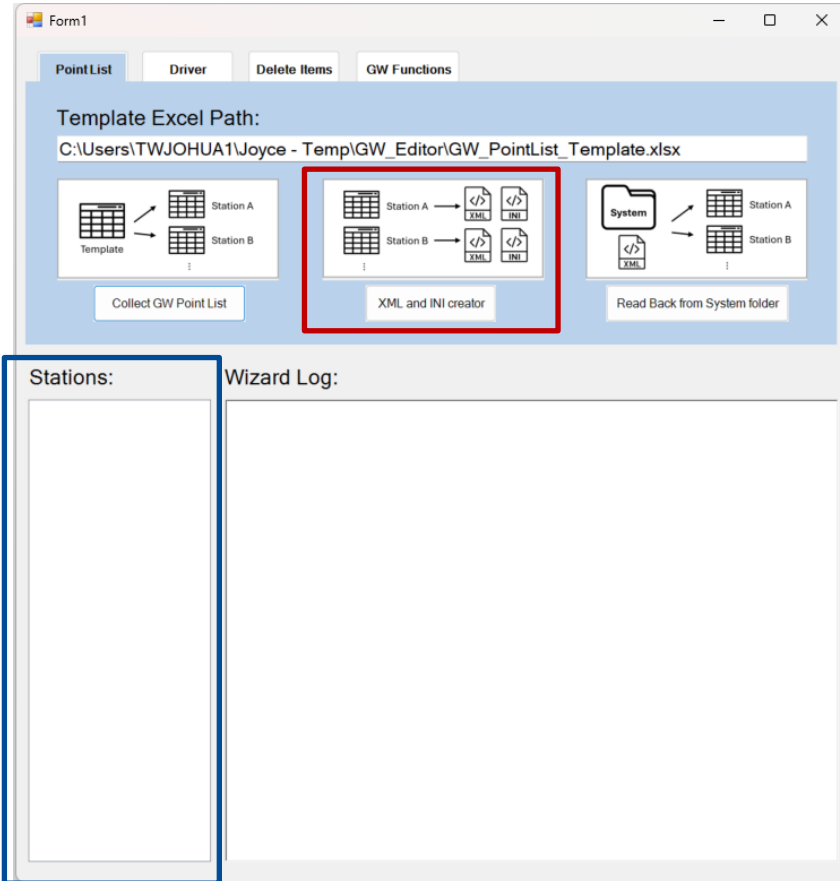 Form1
PointList Driver Delete Items GW Functions
Template Excel Path:
C:\Users\TWJOHUA1\Joyce - Temp\GW_Editor\GW_PointList_Template.xlsx
Template
Station A
Station B
Station A
XML
INI
Station B
XML
INI
System
XML
Station A
Station B
Collect GW Point List
XML and INI creator
Read Back from System folder
Stations:
Wizard Log: